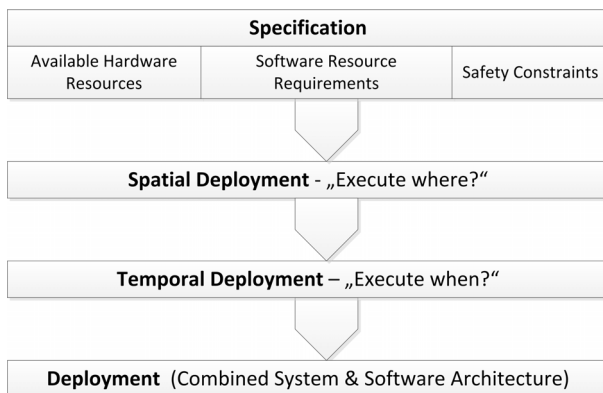 Specification
Available Hardware
Resources
Software Resource
Requirements
Safety Constraints
Spatial Deployment - „Execute where?“
Temporal Deployment – „Execute when?“
Deployment (Combined System & Software Architecture)